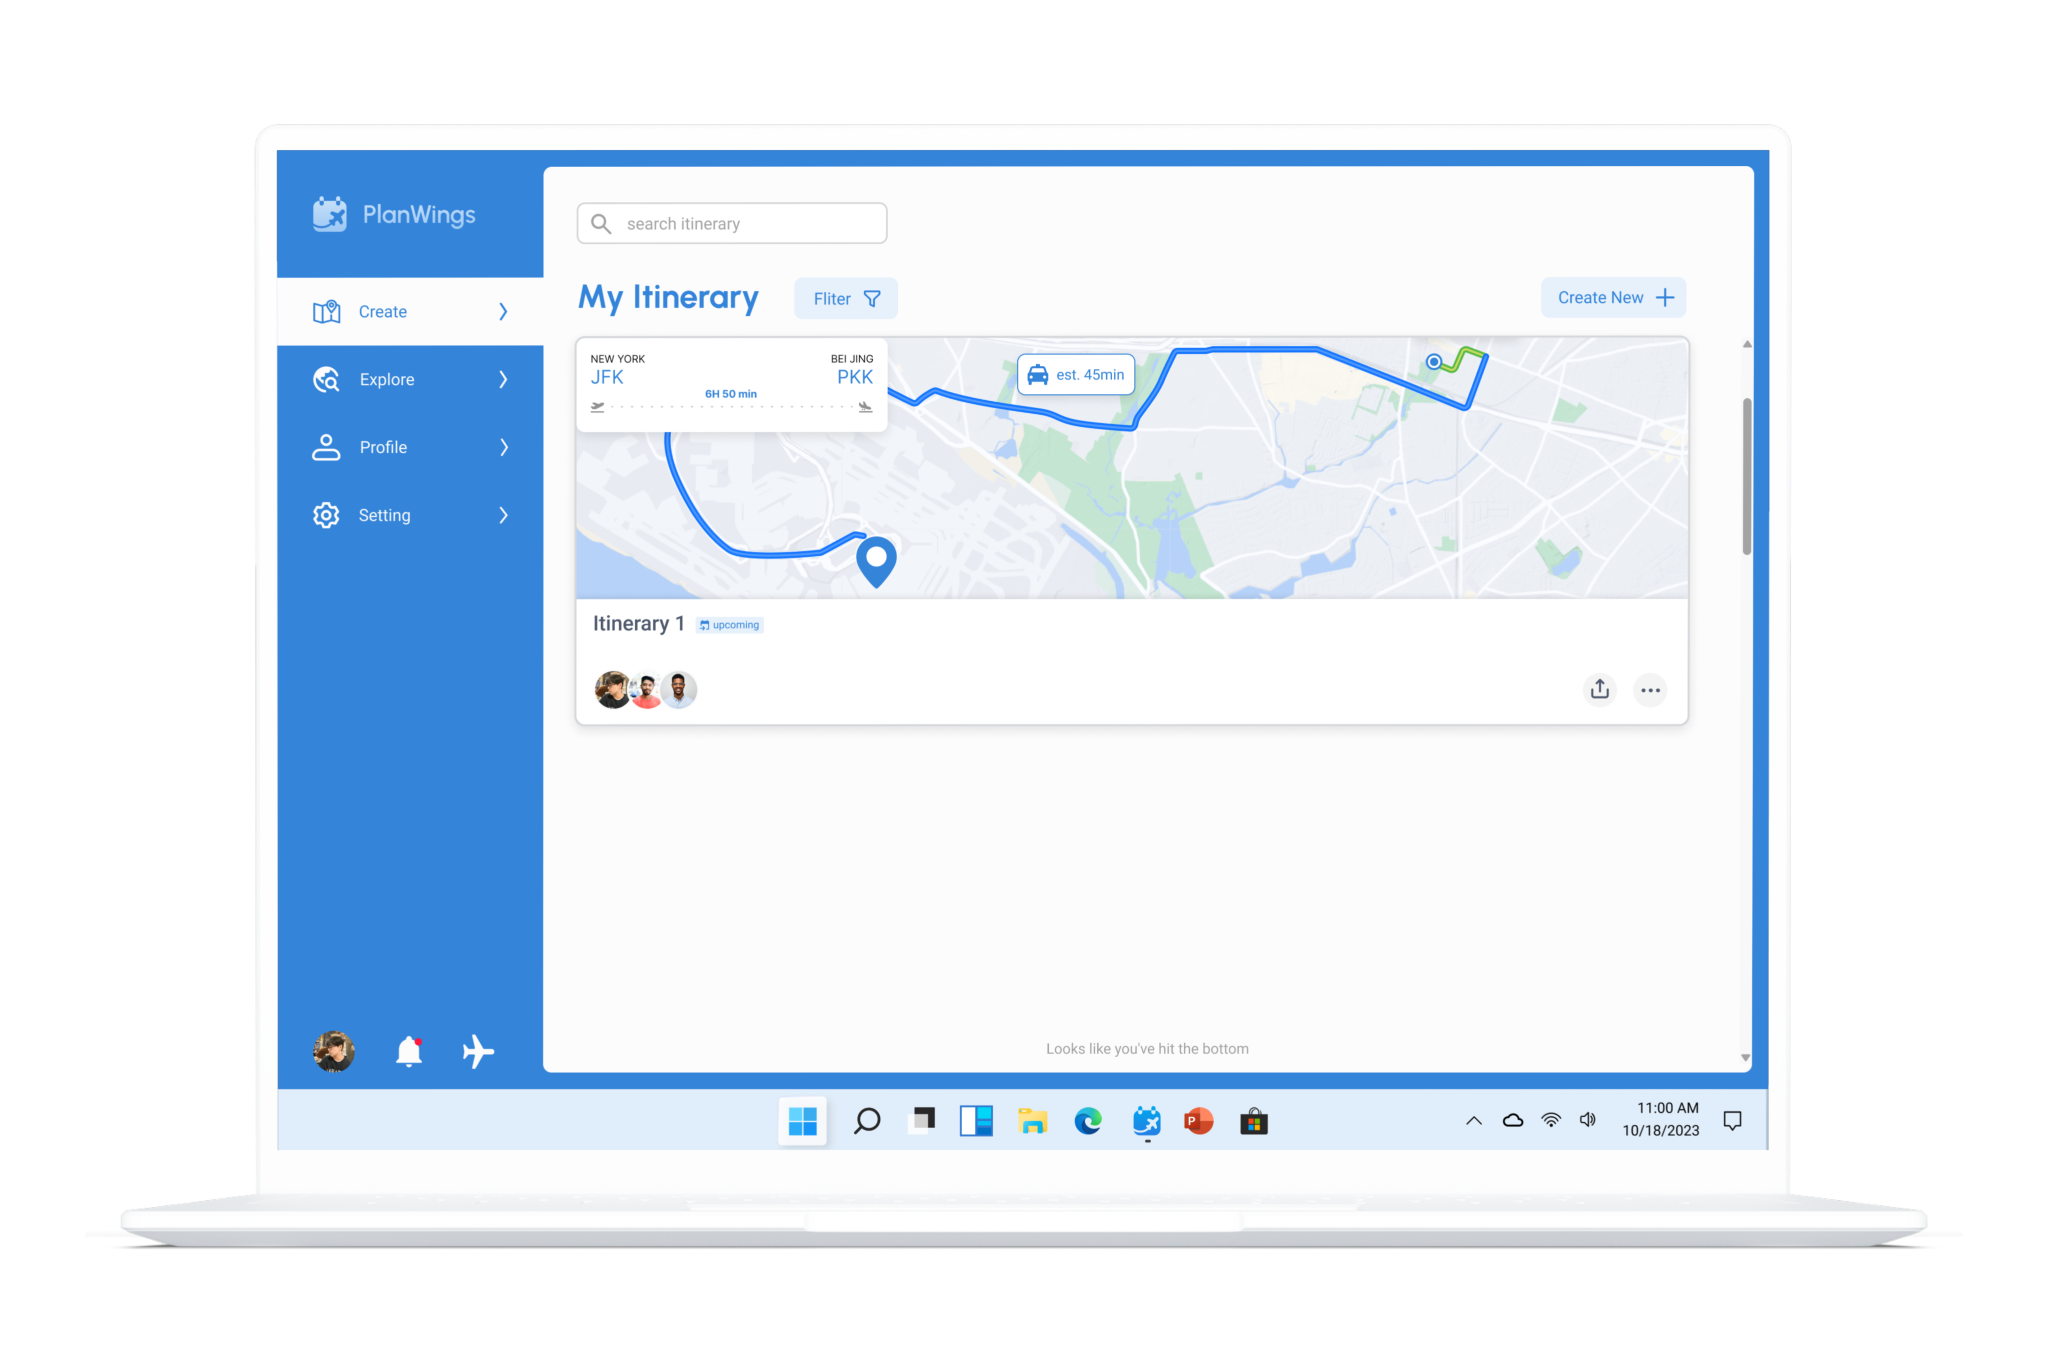 PlanWings
Create
Explore
Profile
Setting
search itinerary
My Itinerary
Fliter
Create New
NEW YORK
BEI JING
JFK
PKK
6H 50 min
est. 45min
Itinerary 1
upcoming
Looks like you've hit the bottom
P
11:00 AM
10/18/2023